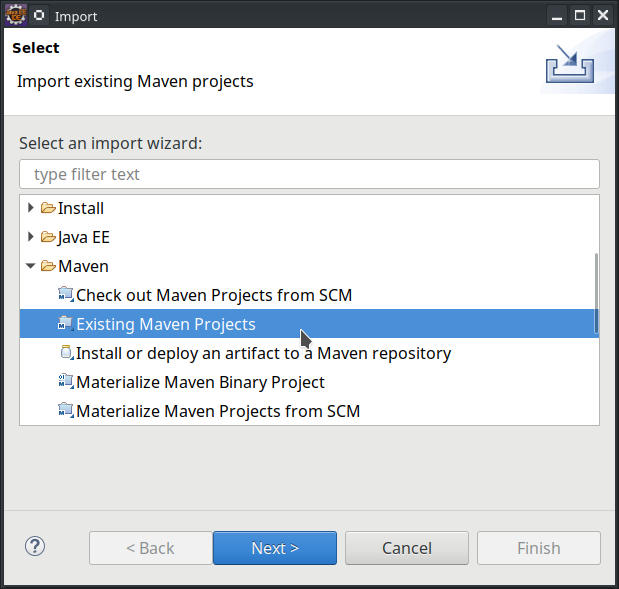 Import
Select
Import existing Maven projects
Select an import wizard:
type filter text
Install
Java EE
Maven
Check out Maven Projects from SCM
Existing Maven Projects
Install or deploy an artifact to a Maven repository
Materialize Maven Binary Project
Materialize Maven Projects from SCM
? < Back Next > Cancel Finish